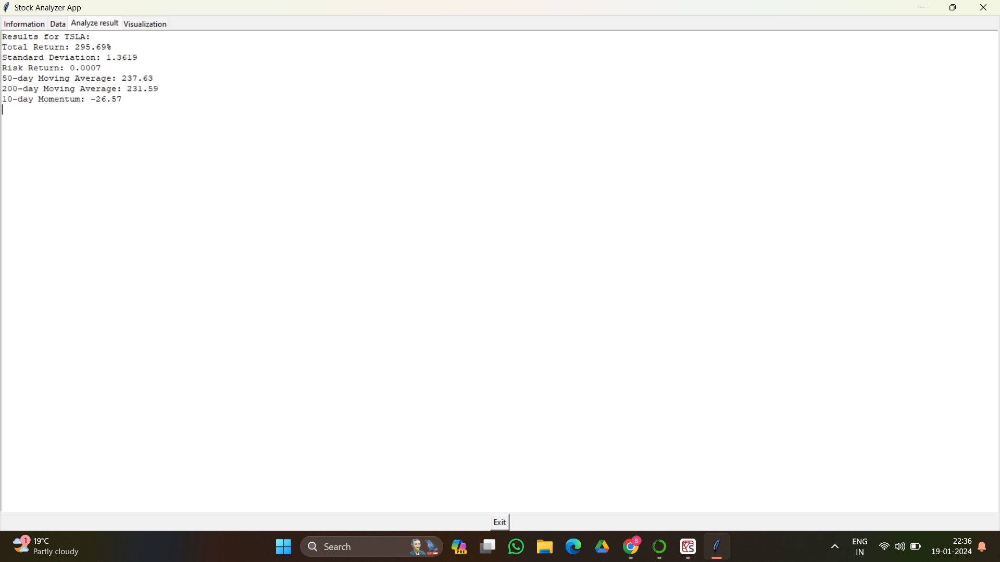 Stock Analyzer App
Information Data Analyze result Visualization
Results for TSLA:
Total Return: 295.69%
Standard Deviation: 1.3619
Risk Return: 0.0007
50-day Moving Average: 237.63
200-day Moving Average: 231.59
10-day Momentum: -26.57
Exit
1 19°C
Partly cloudy
Search
PRE
S
S
ENG
IN
22:36
19-01-2024